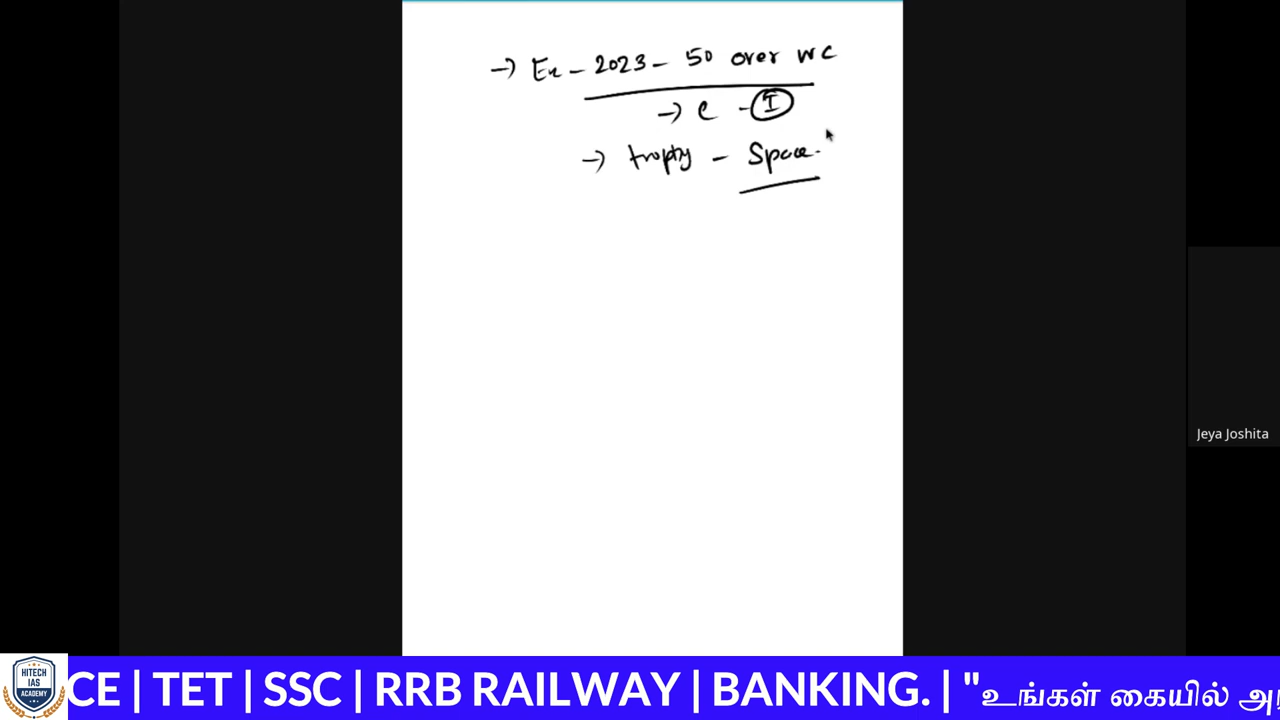 → Ex - 2023 - 50 over WC
→ C - I
→ tropty - Space.
Jeya Joshita
HITECH
IAS
ACADEMY
CE | TET | SSC | RRB RAILWAY | BANKING. | "உங்கள் கையில் அ